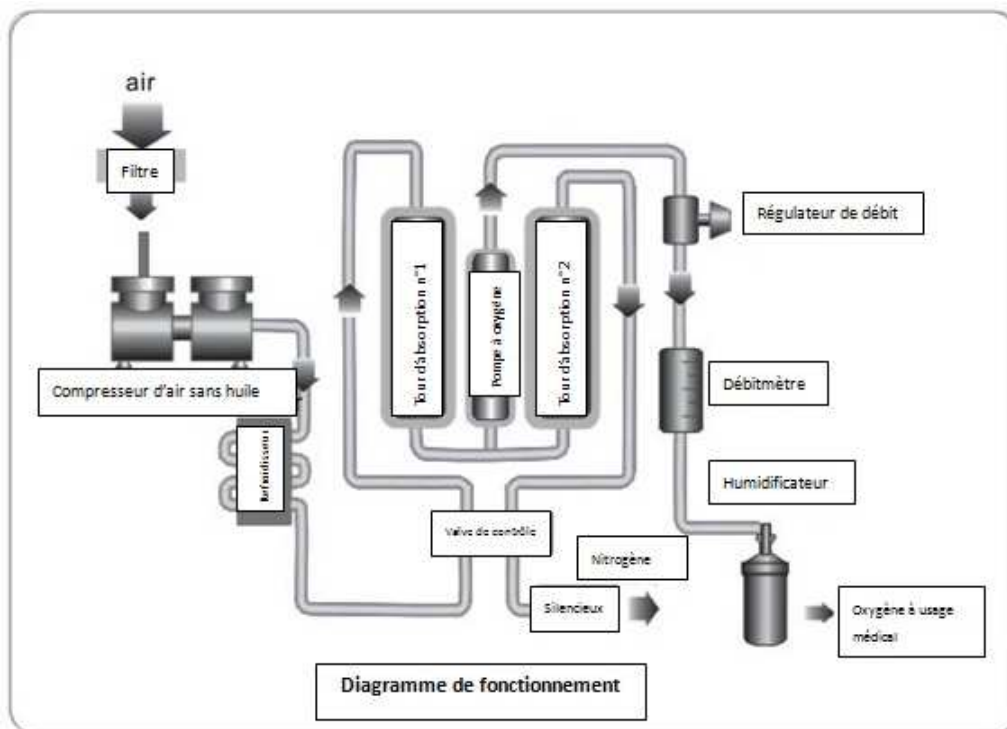 air
Filtre
Compresseur d'air sans huile
Refroidisseur
Tour d'absorption n°1
Pompe à oxygène
Tour d'absorption n°2
Régulateur de débit
Débitmètre
Humidificateur
Valve de contrôle
Nitrogène
Silencieux
Oxygène à usage
médical
Diagramme de fonctionnement